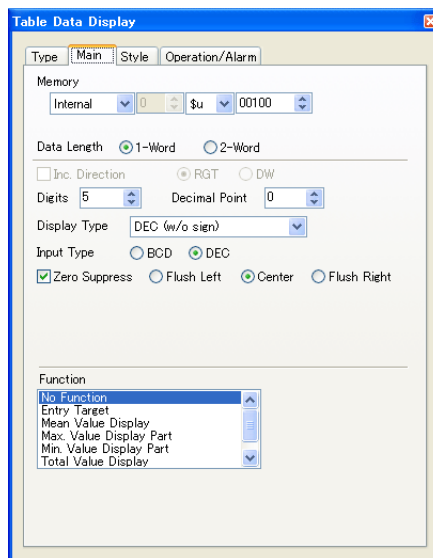 Table Data Display
Type Main Style Operation/Alarm
Memory
Internal 0 $u 00100
Data Length 1-Word 2-Word
Inc. Direction RGT DW
Digits 5 Decimal Point 0
Display Type DEC (w/o sign)
Input Type BCD DEC
Zero Suppress Flush Left Center Flush Right
Function
No Function
Entry Target
Mean Value Display
Max. Value Display Part
Min. Value Display Part
Total Value Display